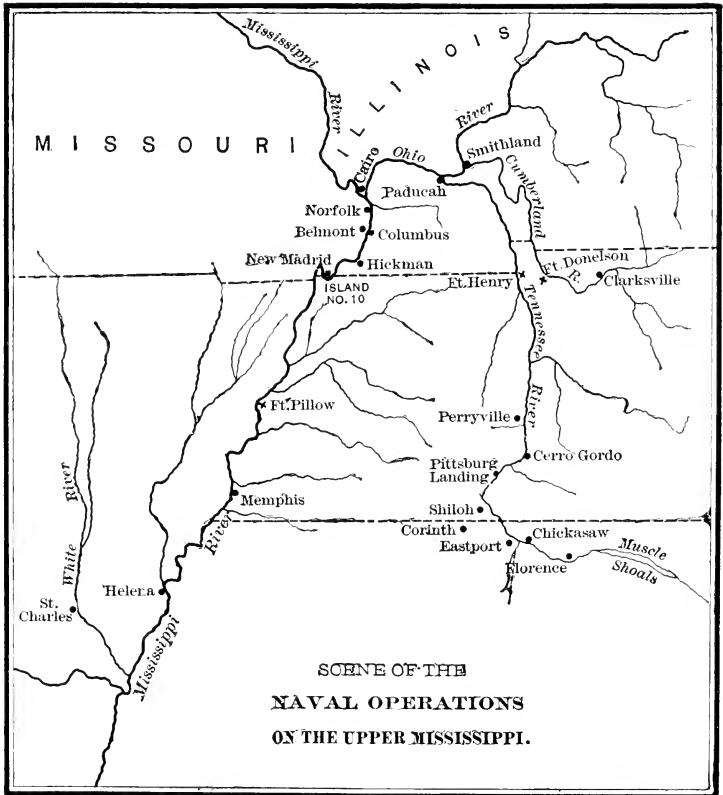 Mississippi
River
ILLINOIS
MISSOURI
Ohio
River
Smithland
Cairo
Paducah
Cumberland
R.
Norfolk
Belmont
Columbus
New Madrid
Hickman
ISLAND
NO. 10
Ft. Henry
Ft. Donelson
Clarksville
Tennessee
River
Ft. Pillow
Perryville
Cerro Gordo
Pittsburg
Landing
White
River
Memphis
Shiloh
Corinth
Eastport
Chickasaw
Florence
Muscle
Shoals
River
Helena
St.
Charles
Mississippi
SCENE OF THE
NAVAL OPERATIONS
ON THE UPPER MISSISSIPPI.